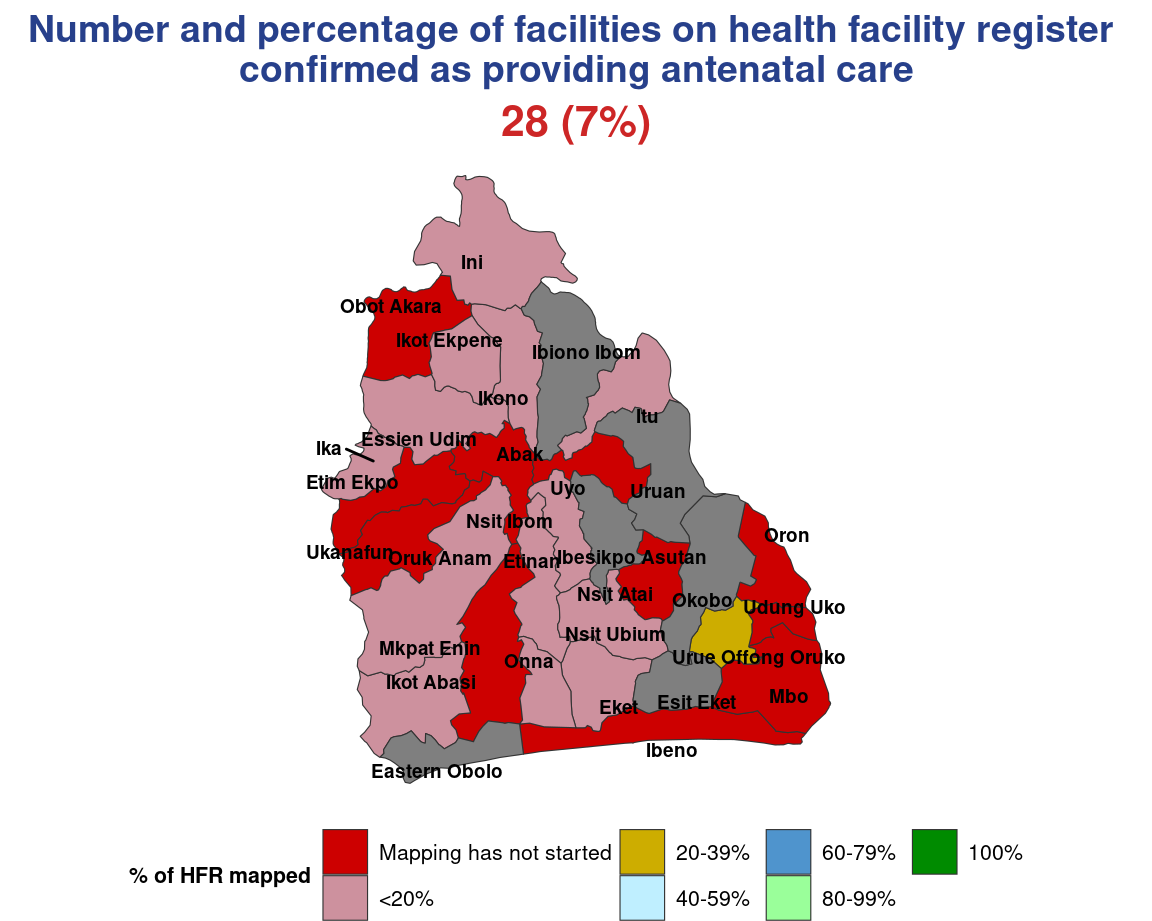 Number and percentage of facilities on health facility register
confirmed as providing antenatal care
28 (7%)
Ini
Obot Akara
Ikot Ekpene
Ibiono Ibom
Ikono
Itu
Essien Udim
Ika
Abak
Etim Ekpo
Uyo
Uruan
Nsit Ibom
Oron
Ukanafun
Oruk Anam
Etinan
Ibesikpo Asutan
Nsit Atai
Okobo
Udung Uko
Nsit Ubium
Mkpat Enin
Onna
Urue Offong Oruko
Ikot Abasi
Mbo
Esit Eket
Eket
Ibeno
Eastern Obolo
% of HFR mapped
Mapping has not started
<20%
20-39%
40-59%
60-79%
80-99%
100%